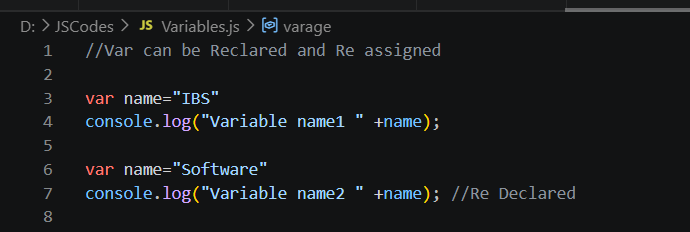 D: > JSCodes > JS Variables.js > varage
1 //Var can be Reclared and Re assigned
2
3 var name="IBS"
4 console.log("Variable name1 " +name);
5
6 var name="Software"
7 console.log("Variable name2 " +name); //Re Declared
8